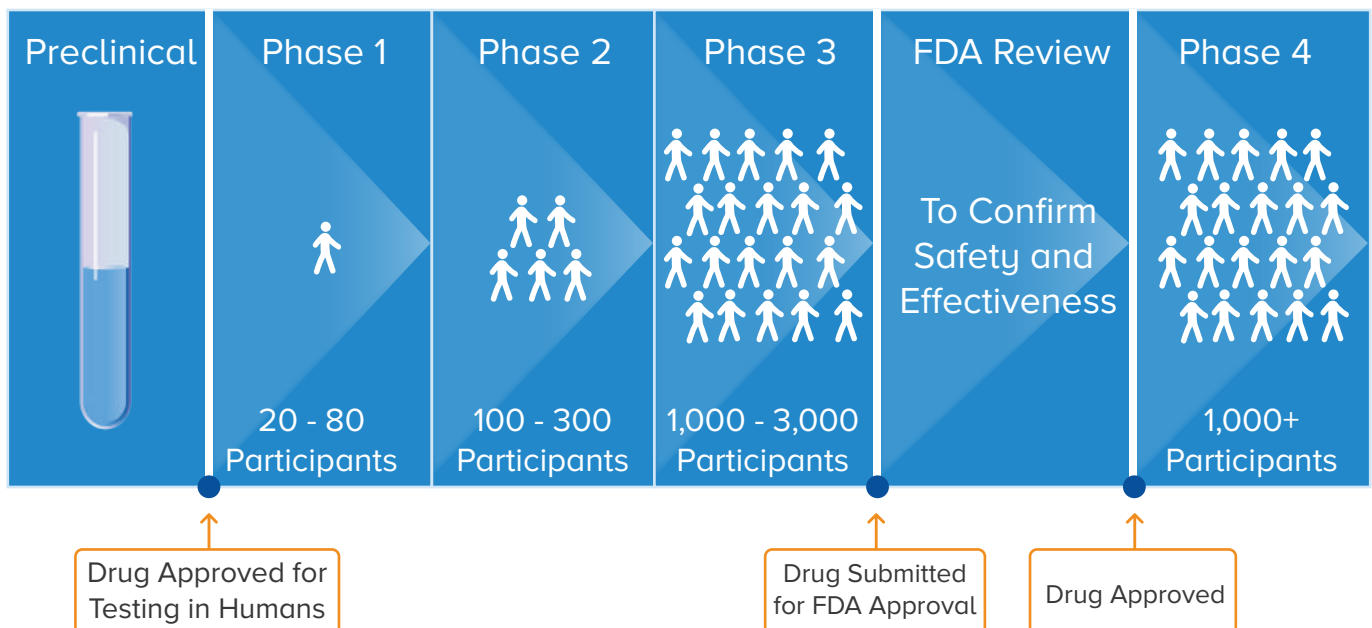 Preclinical
Phase 1
Phase 2
Phase 3
FDA Review
Phase 4
To Confirm
Safety and
Effectiveness
20 - 80
Participants
100 - 300
Participants
1,000 - 3,000
Participants
1,000+
Participants
Drug Approved for
Testing in Humans
Drug Submitted
for FDA Approval
Drug Approved